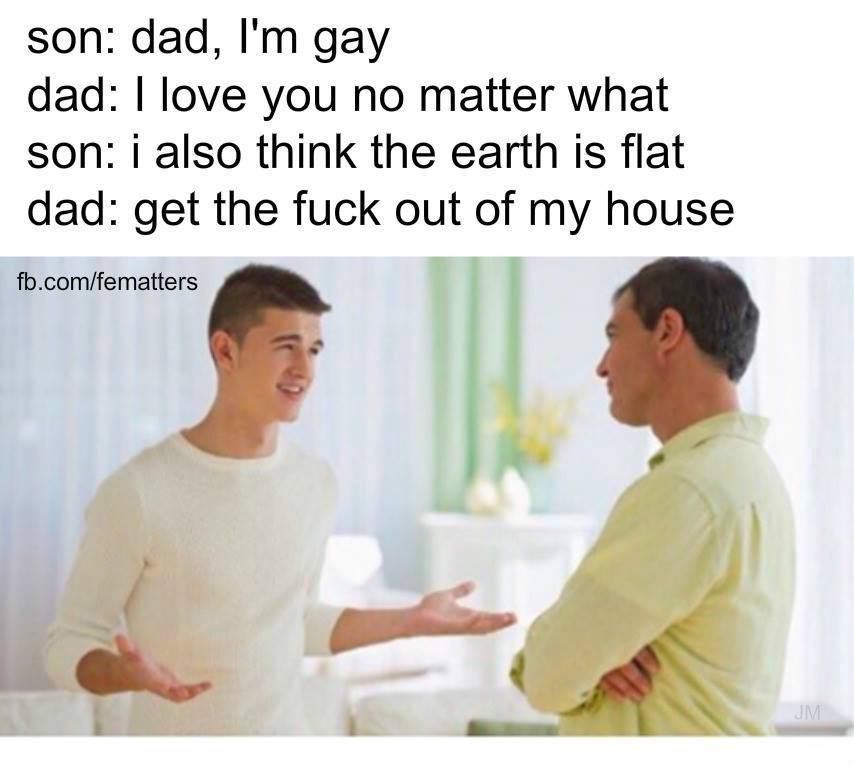 son: dad, I'm gay
dad: I love you no matter what
son: i also think the earth is flat
dad: get the fuck out of my house
fb.com/fematters
JM